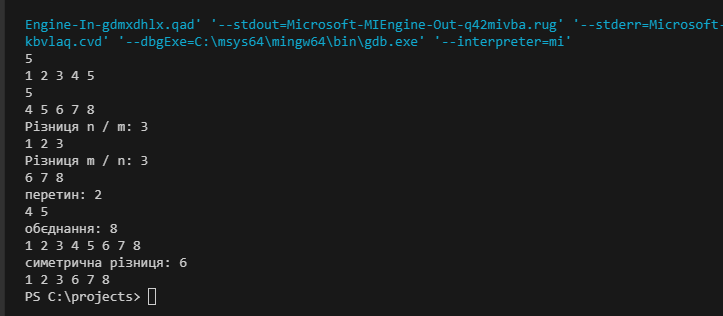 Engine-In-gdmxdhlx.qad' '--stdout=Microsoft-MIEngine-Out-q42mivba.rug' '--stderr=Microsoft-
kbvlaq.cvd' '--dbgExe=C:\msys64\mingw64\bin\gdb.exe' '--interpreter=mi'
5
1 2 3 4 5
5
4 5 6 7 8
Різниця n / m: 3
1 2 3
Різниця m / n: 3
6 7 8
перетин: 2
4 5
обєднання: 8
1 2 3 4 5 6 7 8
симетрична різниця: 6
1 2 3 6 7 8
PS C:\projects>